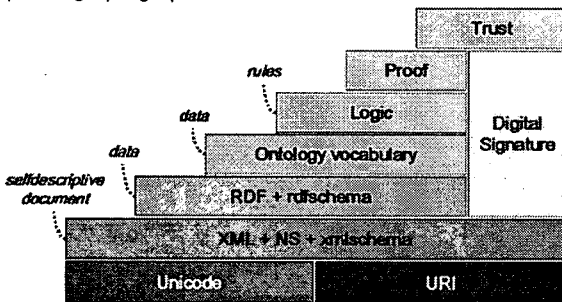 Trust
rules
Proof
data
Logic
Digital
Signature
data
Ontology vocabulary
selfdescriptive
document
RDF + rdfschema
XML + NS + xmlschema
Unicode
URI